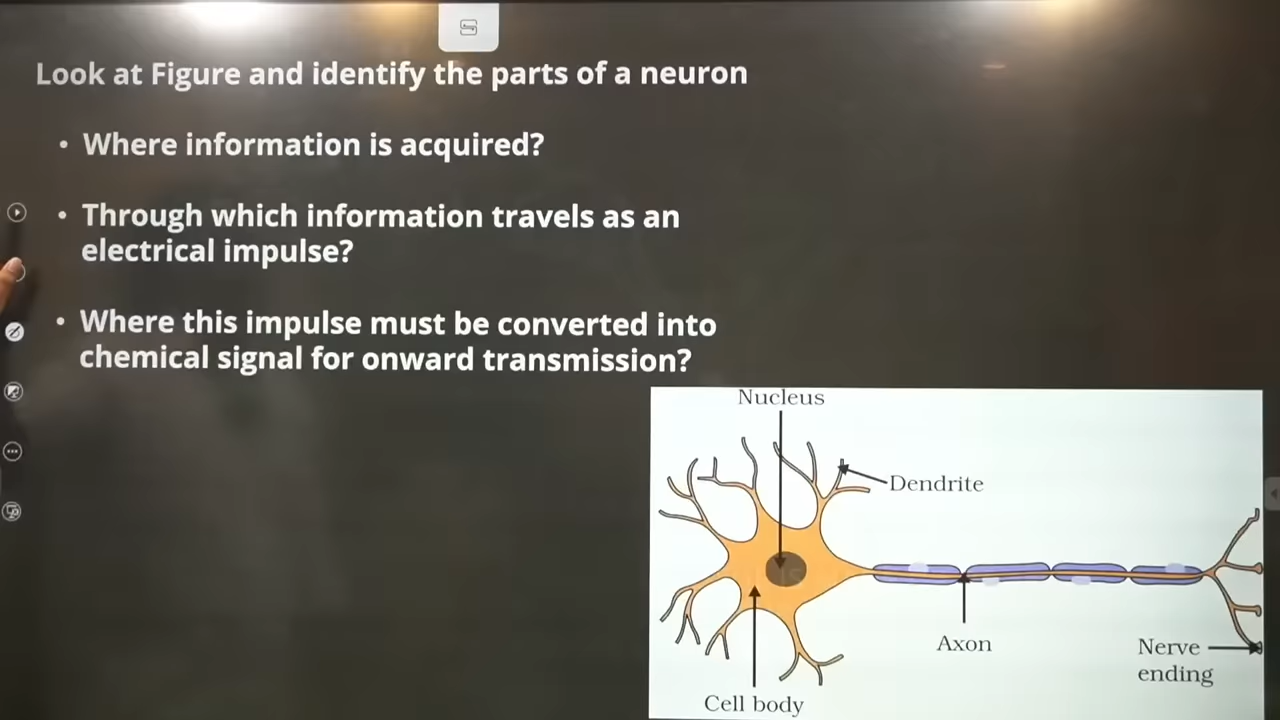 Look at Figure and identify the parts of a neuron
• Where information is acquired?
• Through which information travels as an
electrical impulse?
• Where this impulse must be converted into
chemical signal for onward transmission?
Nucleus
Dendrite
Axon
Nerve
ending
Cell body